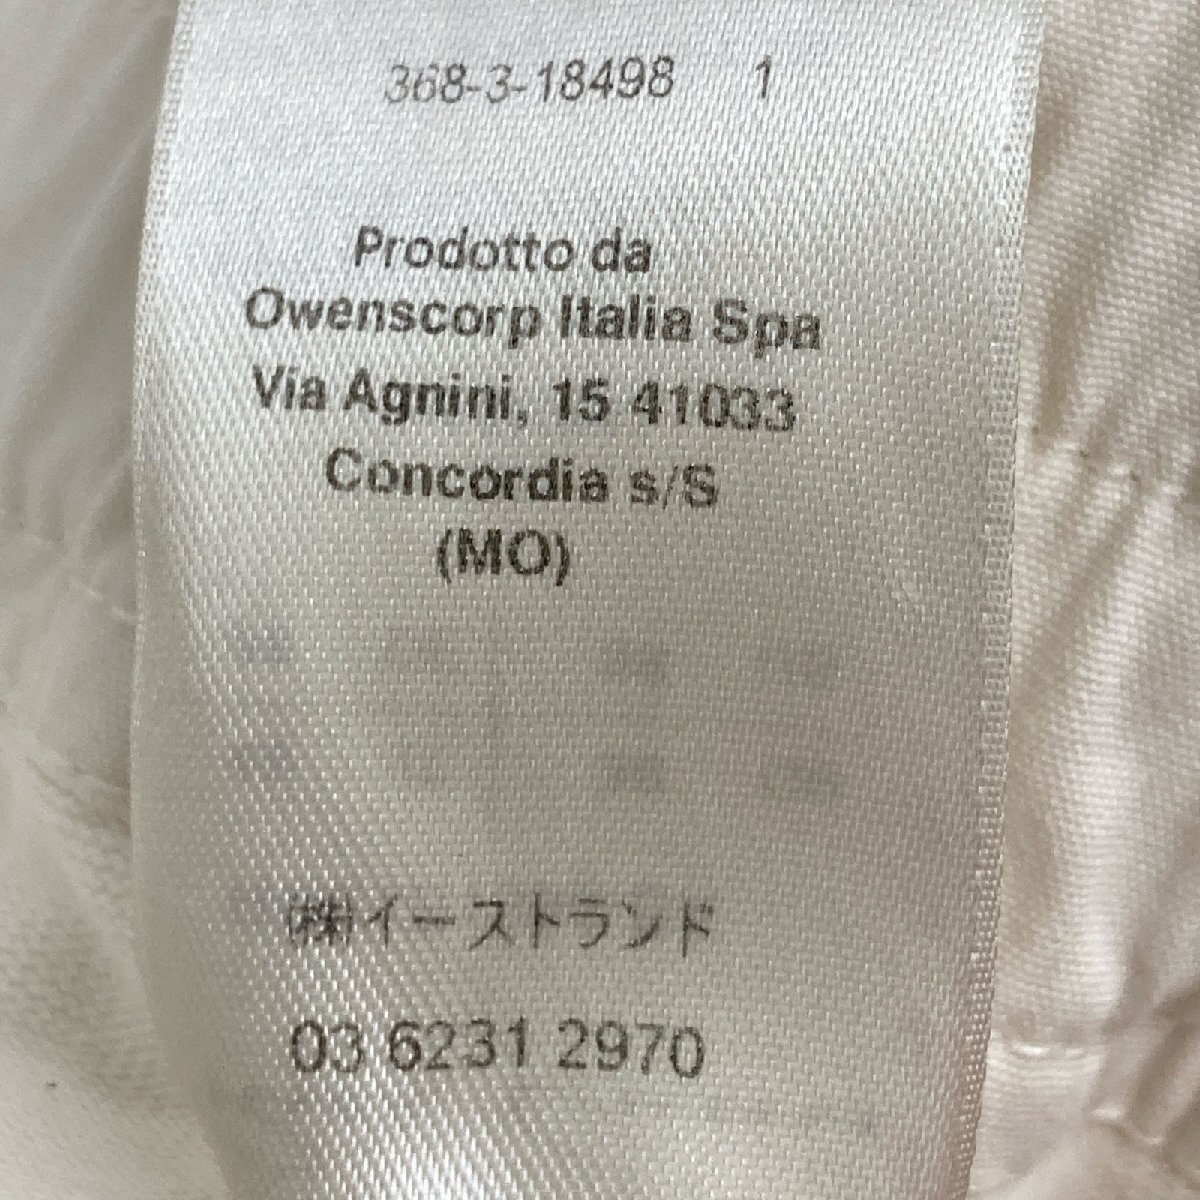 368-3-18498 1
Prodotto da
Owenscorp Italia Spa
Via Agnini, 15 41033
Concordia s/S
(MO)
㈱イーストランド
03 6231 2970